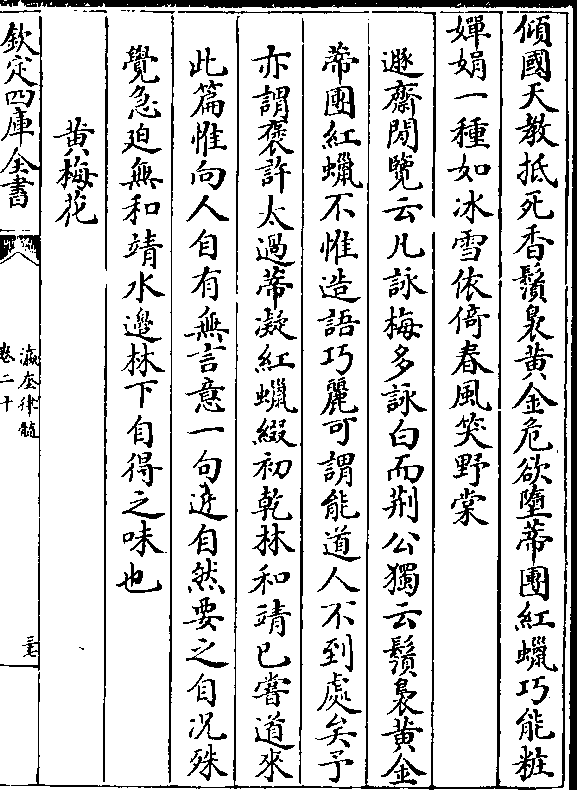 傾國天教抵死香鬚裊黄金危欲墮蒂團紅蠟巧能粧
嬋娟一種如冰雪依倚春風笑野棠
遯齋閒覽云凡詠梅多詠白而荆公獨云鬚裊黄金
蒂團紅蠟不惟造語巧麗可謂能道人不到處矣予
亦謂褒許太過蒂凝紅蠟綴初乾林和靖已嘗道來
此篇惟向人自有無言意一句近自然要之自況殊
覺急迫無和靖水邊林下自得之味也
黄梅花
欽定四庫全書
瀛奎律髓
卷二十